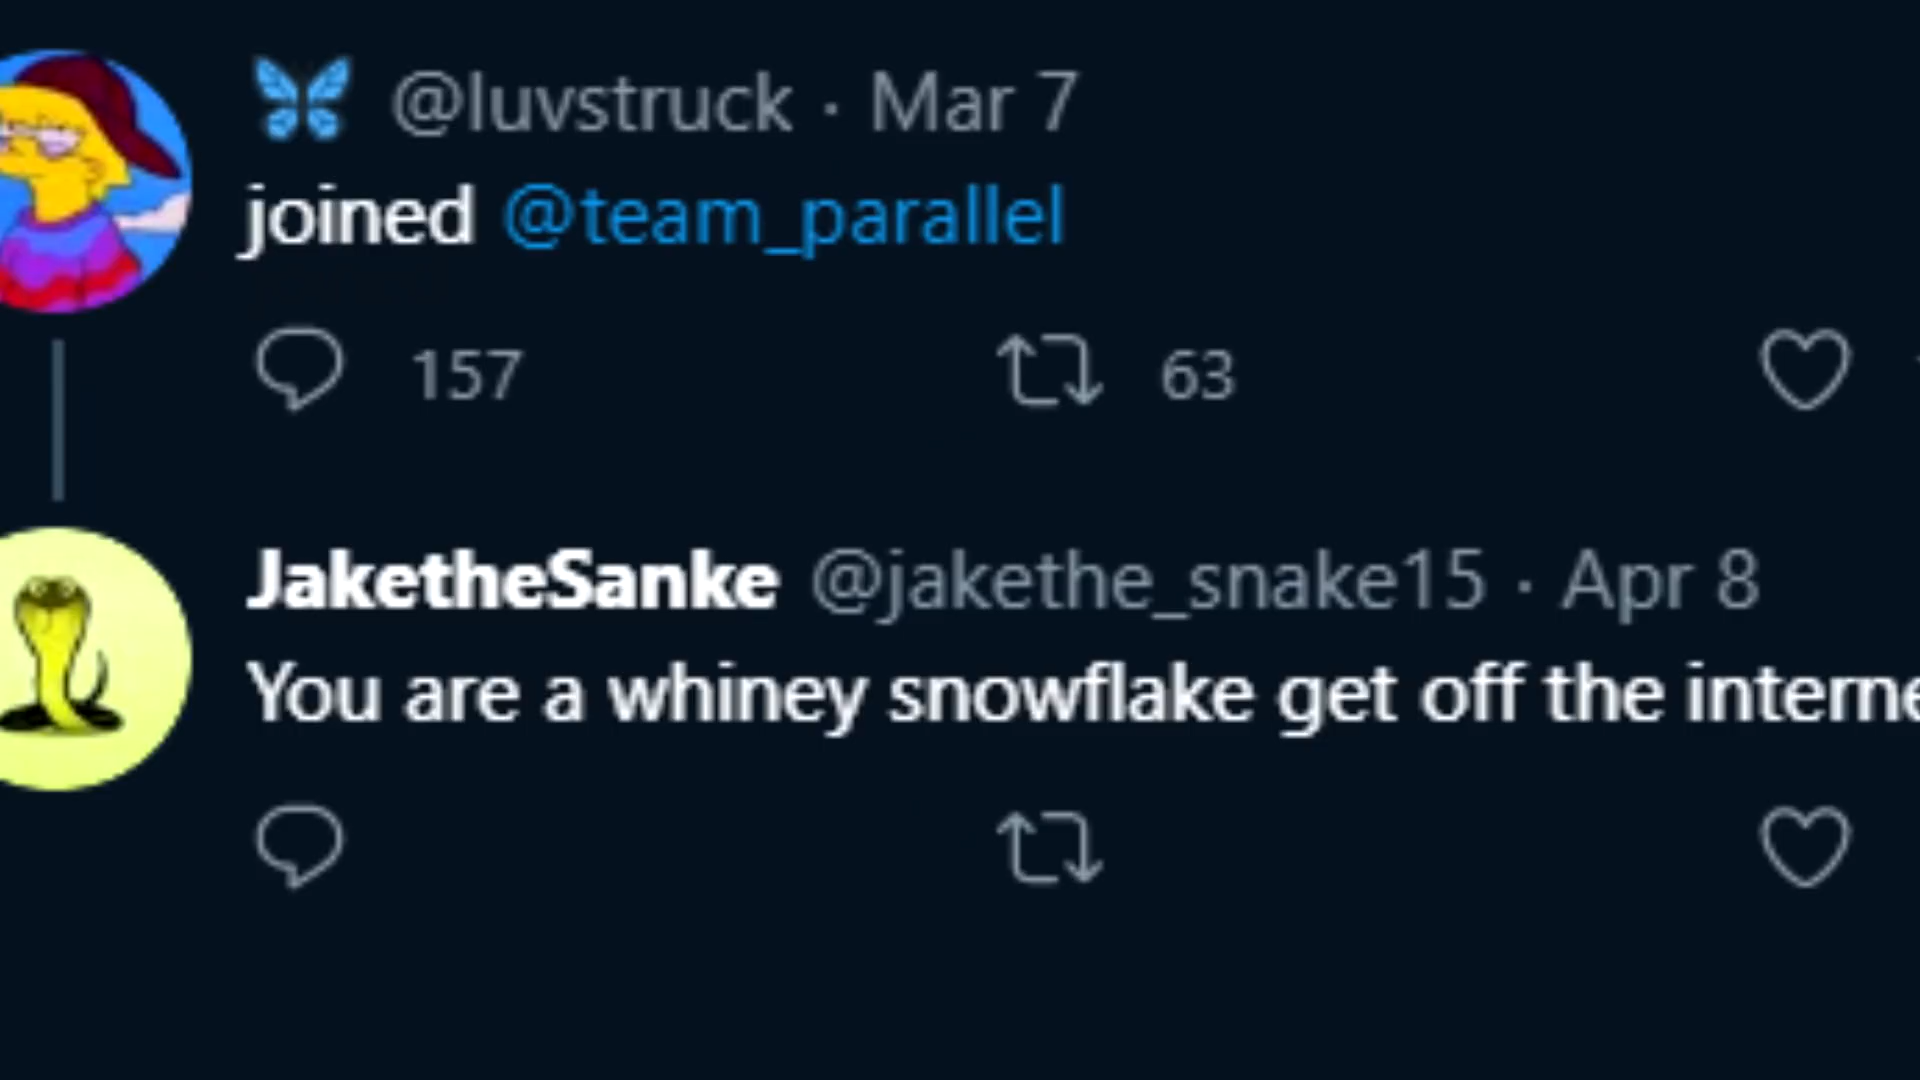 🦋 @luvstruck · Mar 7
joined @team_parallel
157 63
JaketheSanke @jakethe_snake15 · Apr 8
You are a whiney snowflake get off the interne